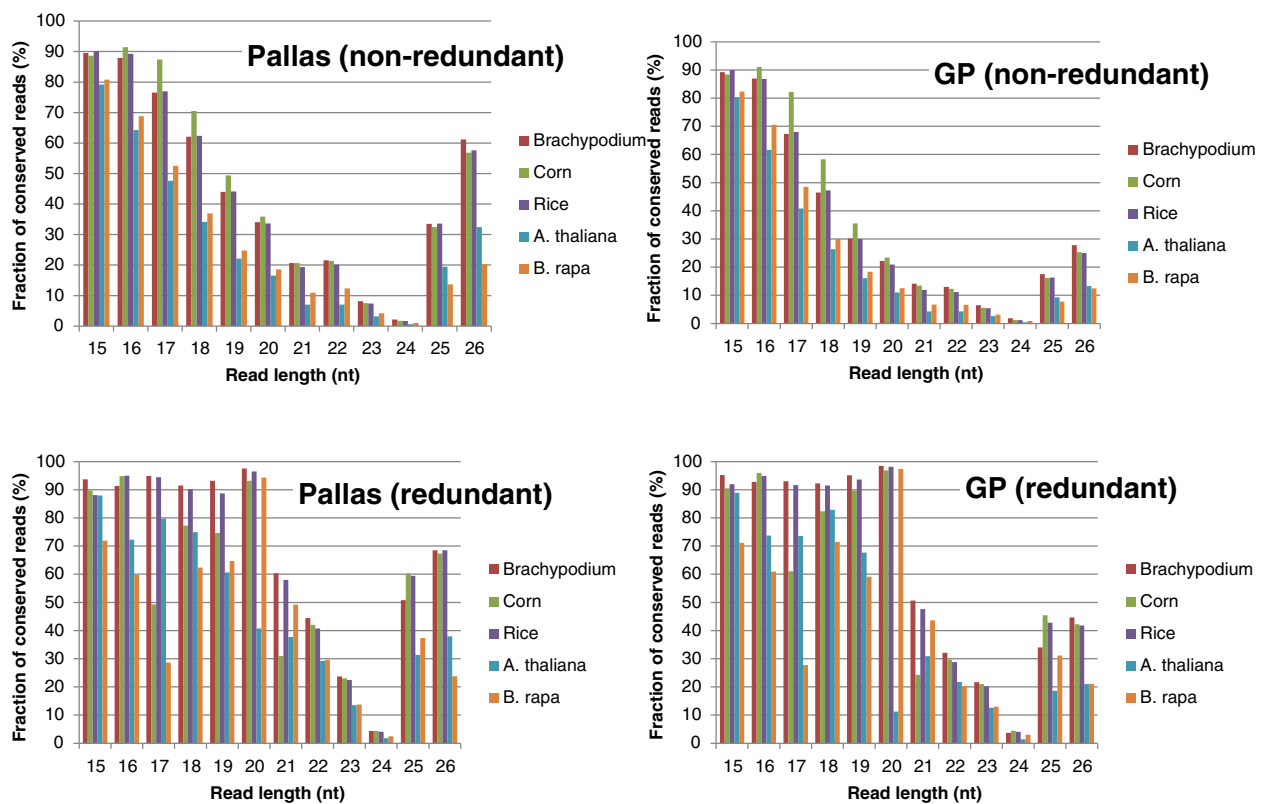 Pallas (non-redundant)
Fraction of conserved reads (%)
100
90
80
70
60
50
40
30
20
10
0
15 16 17 18 19 20 21 22 23 24 25 26
Read length (nt)
Brachypodium
Corn
Rice
A. thaliana
B. rapa
GP (non-redundant)
Fraction of conserved reads (%)
100
90
80
70
60
50
40
30
20
10
0
15 16 17 18 19 20 21 22 23 24 25 26
Read length (nt)
Brachypodium
Corn
Rice
A. thaliana
B. rapa
Pallas (redundant)
Fraction of conserved reads (%)
100
90
80
70
60
50
40
30
20
10
0
15 16 17 18 19 20 21 22 23 24 25 26
Read length (nt)
Brachypodium
Corn
Rice
A. thaliana
B. rapa
GP (redundant)
Fraction of conserved reads (%)
100
90
80
70
60
50
40
30
20
10
0
15 16 17 18 19 20 21 22 23 24 25 26
Read length (nt)
Brachypodium
Corn
Rice
A. thaliana
B. rapa